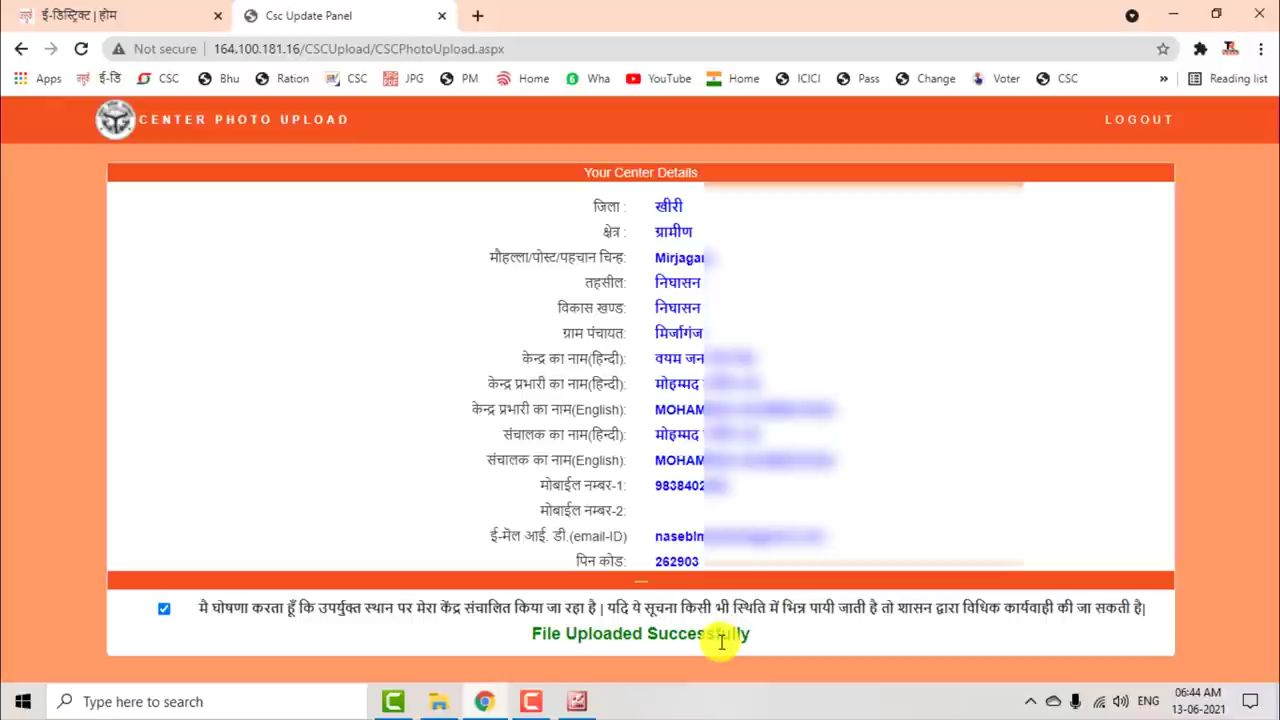 ई-डिस्ट्रिक्ट | होम
Csc Update Panel
Not secure
164.100.181.16/CSCUpload/CSCPhotoUpload.aspx
Apps ई-डि CSC Bhu Ration CSC JPG PM Home Wha YouTube Home ICICI Pass Change Voter CSC » Reading list
CENTER PHOTO UPLOAD
LOGOUT
Your Center Details
जिला : खीरी
क्षेत्र : ग्रामीण
मौहल्ला/पोस्ट/पहचान चिन्ह: Mirjagan
तहसील: निघासन
विकास खण्ड: निघासन
ग्राम पंचायत: मिर्जागंज
केन्द्र का नाम(हिन्दी): वयम जन
केन्द्र प्रभारी का नाम(हिन्दी): मोहम्मद
केन्द्र प्रभारी का नाम(English): MOHAM
संचालक का नाम(हिन्दी): मोहम्मद
संचालक का नाम(English): MOHAM
मोबाईल नम्बर-1: 9838402
मोबाईल नम्बर-2:
ई-मॅल आई. डी.(email-ID) naseb
पिन कोड: 262903
मै घोषणा करता हूँ कि उपर्युक्त स्थान पर मेरा केंद्र संचालित किया जा रहा है | यदि ये सूचना किसी भी स्थिति में भिन्न पायी जाती है तो शासन द्वारा विधिक कार्यवाही की जा सकती है|
File Uploaded Successfully
Type here to search
ENG
06:44 AM
13-06-2021